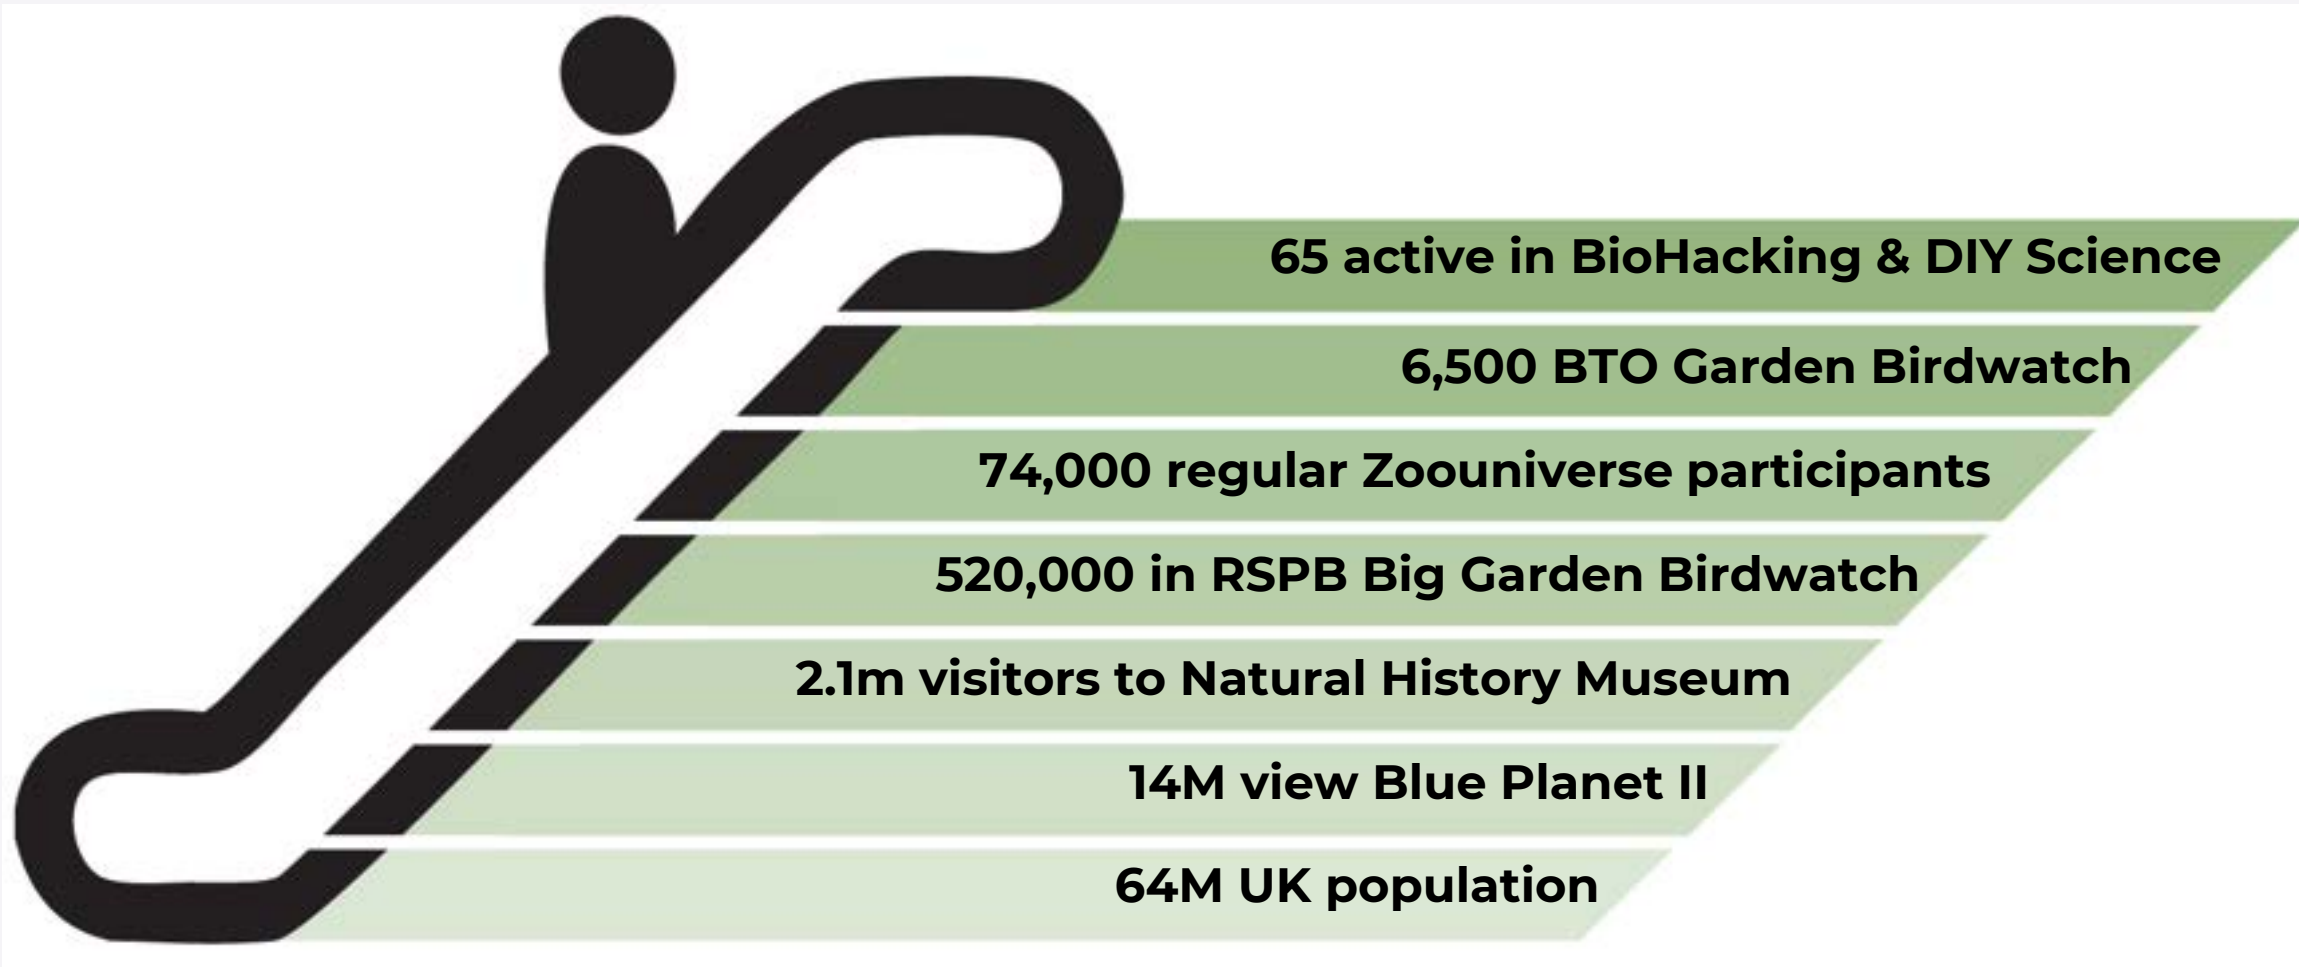 65 active in BioHacking & DIY Science
6,500 BTO Garden Birdwatch
74,000 regular Zoouniverse participants
520,000 in RSPB Big Garden Birdwatch
2.1m visitors to Natural History Museum
14M view Blue Planet II
64M UK population